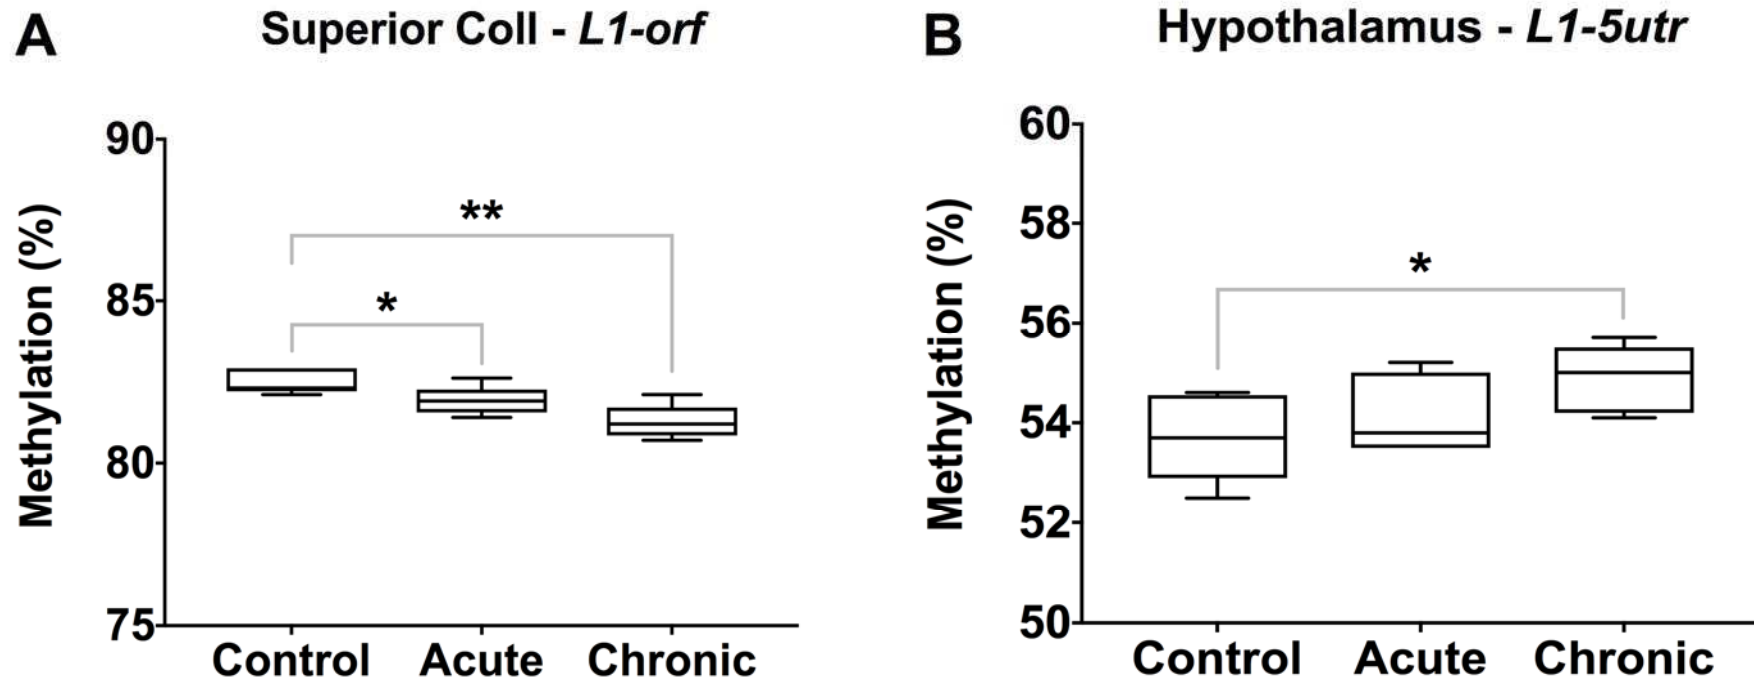 A
Superior Coll - L1-orf
Methylation (%)
90
85
80
75
**
*
Control Acute Chronic
B
Hypothalamus - L1-5utr
Methylation (%)
60
58
56
54
52
50
*
Control Acute Chronic